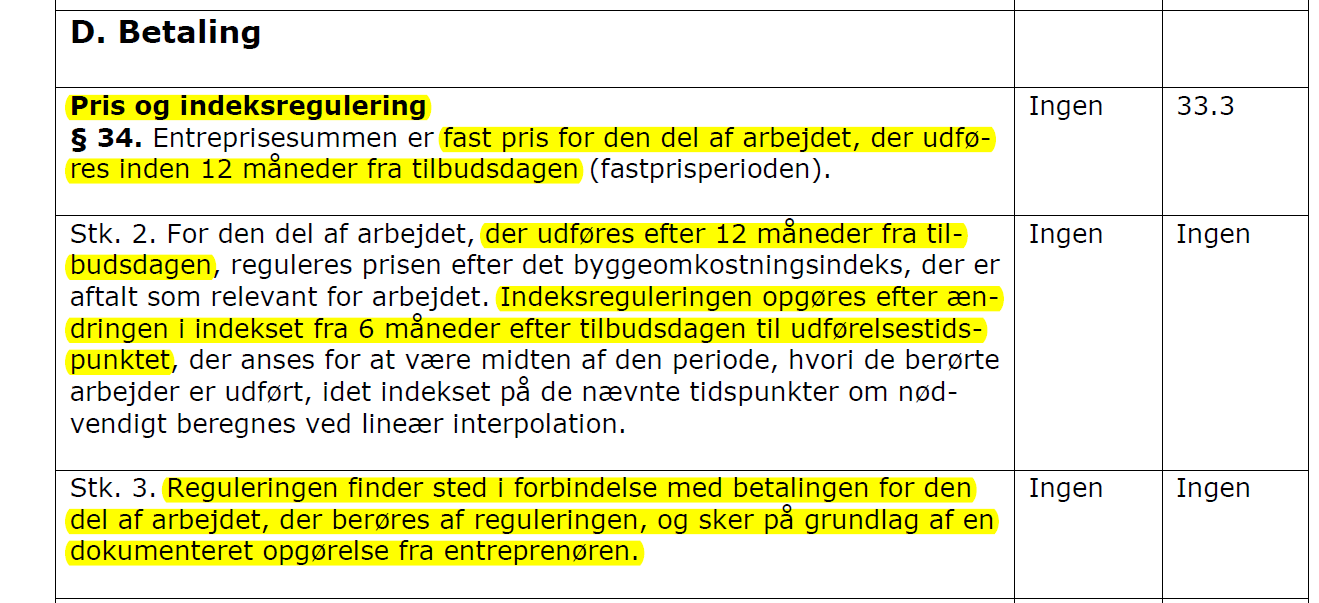 D. Betaling
Pris og indeksregulering
Ingen
33.3
§ 34. Entreprisesummen er fast pris for den del af arbejdet, der udfø-
res inden 12 måneder fra tilbudsdagen (fastprisperioden).
Stk. 2. For den del af arbejdet, der udføres efter 12 måneder fra til-
Ingen
Ingen
budsdagen, reguleres prisen efter det byggeomkostningsindeks, der er
aftalt som relevant for arbejdet. Indeksreguleringen opgøres efter æn-
dringen i indekset fra 6 måneder efter tilbudsdagen til udførelsestids-
punktet, der anses for at være midten af den periode, hvori de berørte
arbejder er udført, idet indekset på de nævnte tidspunkter om nød-
vendigt beregnes ved lineær interpolation.
Stk. 3. Reguleringen finder sted i forbindelse med betalingen for den
Ingen
Ingen
del af arbejdet, der berøres af reguleringen, og sker på grundlag af en
dokumenteret opgørelse fra entreprenøren.